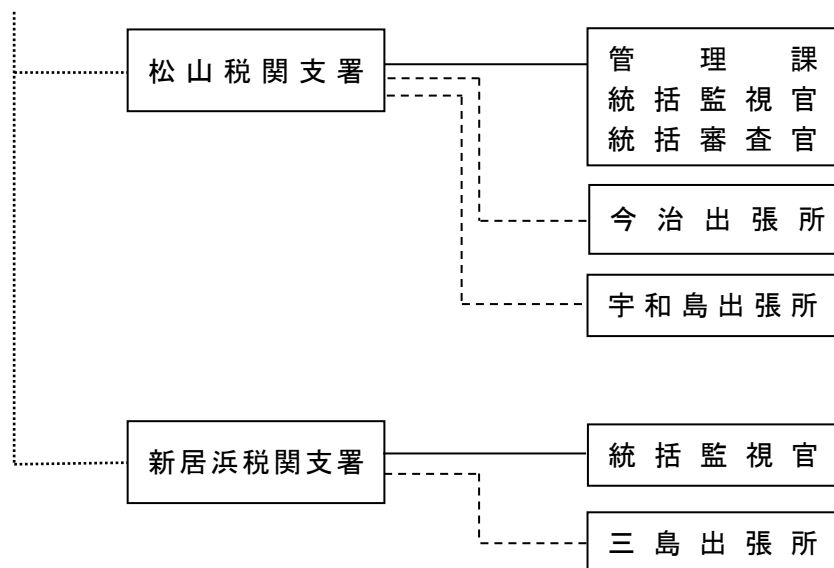 松山税関支署
管理課
統括監視官
統括審査官
今治出張所
宇和島出張所
新居浜税関支署
統括監視官
三島出張所